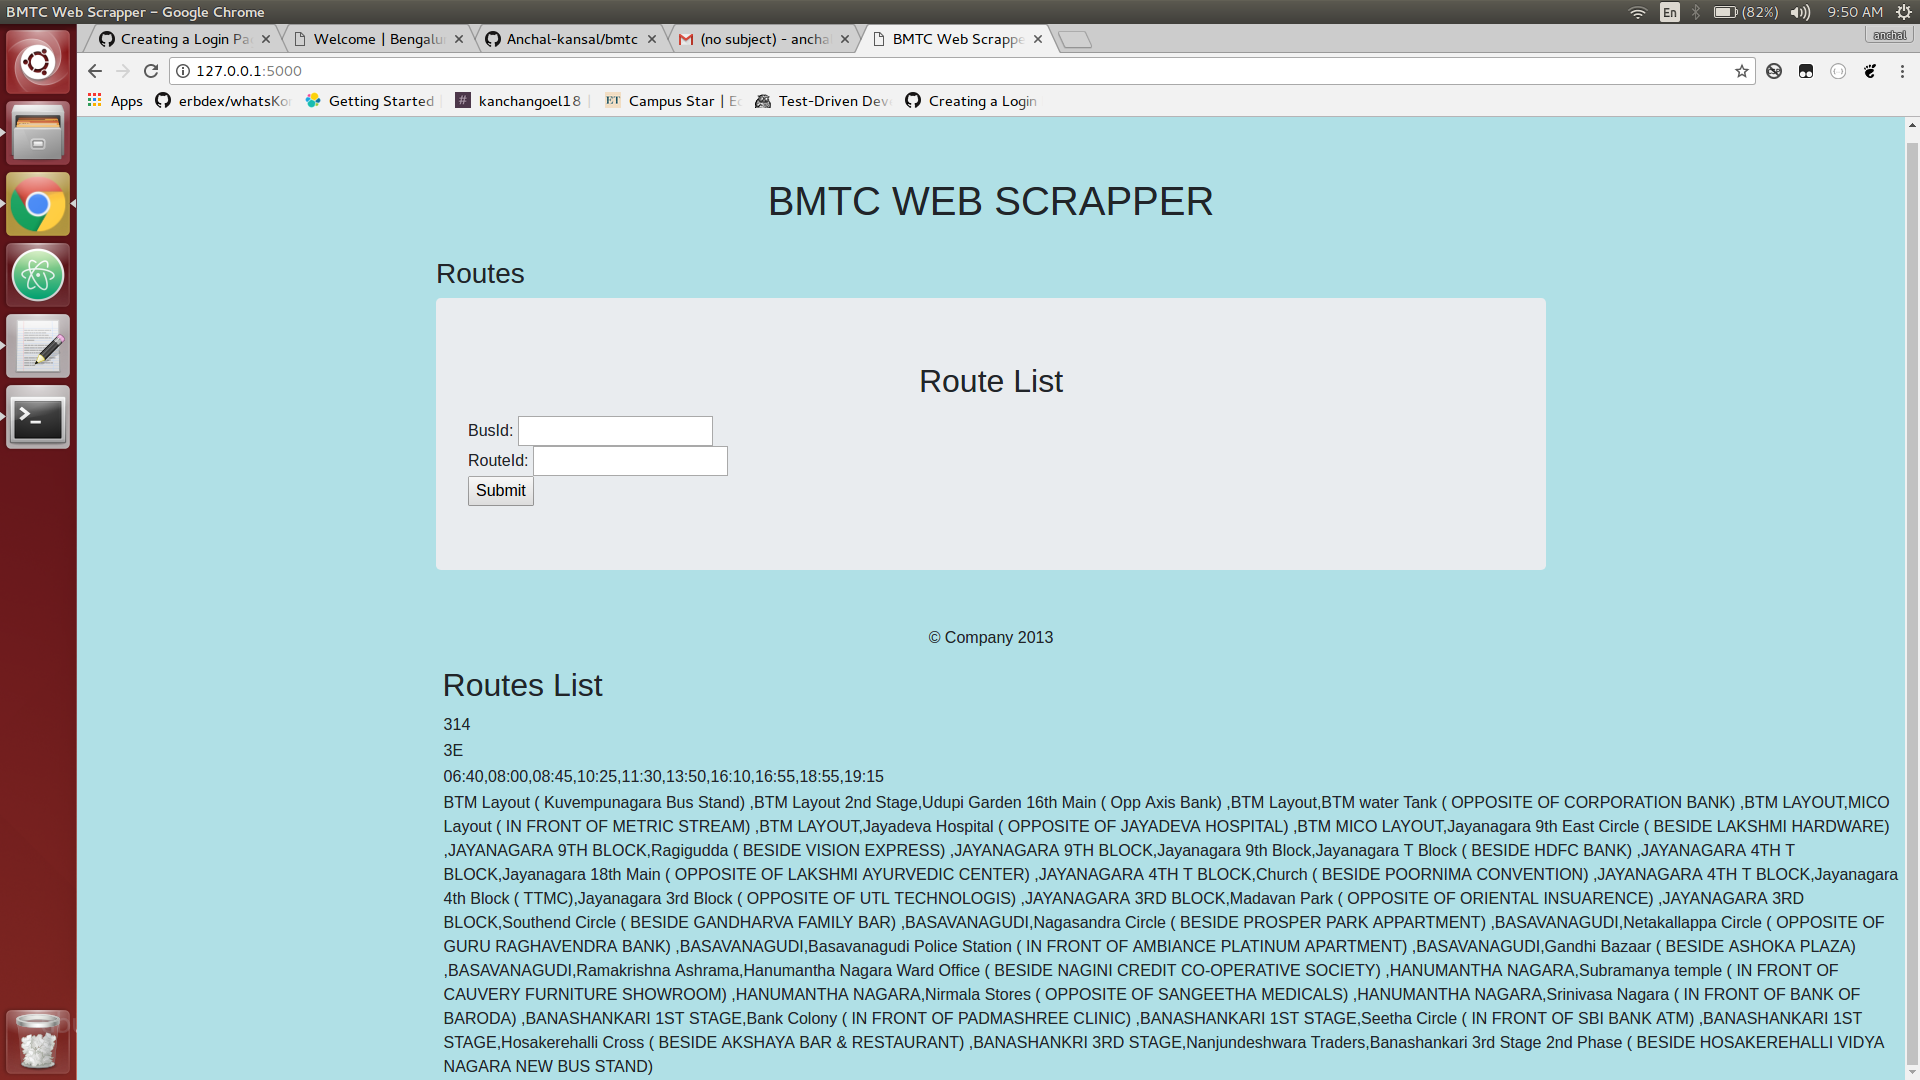 BMTC Web Scrapper – Google Chrome
En
(82%)
9:50 AM
Creating a Login Pa
Welcome | Bengalu
Anchal-kansal/bmtc
(no subject) - ancha
BMTC Web Scrappe
anchal
127.0.0.1:5000
Apps
erbdex/whatsKo
Getting Started
# kanchangoel18
ET Campus Star | Ec
Test-Driven Dev
Creating a Login
BMTC WEB SCRAPPER
Routes
Route List
BusId:
RouteId:
Submit
© Company 2013
Routes List
314
3E
06:40,08:00,08:45,10:25,11:30,13:50,16:10,16:55,18:55,19:15
BTM Layout ( Kuvempunagara Bus Stand) ,BTM Layout 2nd Stage,Udupi Garden 16th Main ( Opp Axis Bank) ,BTM Layout,BTM water Tank ( OPPOSITE OF CORPORATION BANK) ,BTM LAYOUT,MICO
Layout ( IN FRONT OF METRIC STREAM) ,BTM LAYOUT,Jayadeva Hospital ( OPPOSITE OF JAYADEVA HOSPITAL) ,BTM MICO LAYOUT,Jayanagara 9th East Circle ( BESIDE LAKSHMI HARDWARE)
,JAYANAGARA 9TH BLOCK,Ragigudda ( BESIDE VISION EXPRESS) ,JAYANAGARA 9TH BLOCK,Jayanagara 9th Block,Jayanagara T Block ( BESIDE HDFC BANK) ,JAYANAGARA 4TH T
BLOCK,Jayanagara 18th Main ( OPPOSITE OF LAKSHMI AYURVEDIC CENTER) ,JAYANAGARA 4TH T BLOCK,Church ( BESIDE POORNIMA CONVENTION) ,JAYANAGARA 4TH T BLOCK,Jayanagara
4th Block ( TTMC),Jayanagara 3rd Block ( OPPOSITE OF UTL TECHNOLOGIS) ,JAYANAGARA 3RD BLOCK,Madavan Park ( OPPOSITE OF ORIENTAL INSUARENCE) ,JAYANAGARA 3RD
BLOCK,Southend Circle ( BESIDE GANDHARVA FAMILY BAR) ,BASAVANAGUDI,Nagasandra Circle ( BESIDE PROSPER PARK APPARTMENT) ,BASAVANAGUDI,Netakallappa Circle ( OPPOSITE OF
GURU RAGHAVENDRA BANK) ,BASAVANAGUDI,Basavanagudi Police Station ( IN FRONT OF AMBIANCE PLATINUM APARTMENT) ,BASAVANAGUDI,Gandhi Bazaar ( BESIDE ASHOKA PLAZA)
,BASAVANAGUDI,Ramakrishna Ashrama,Hanumantha Nagara Ward Office ( BESIDE NAGINI CREDIT CO-OPERATIVE SOCIETY) ,HANUMANTHA NAGARA,Subramanya temple ( IN FRONT OF
CAUVERY FURNITURE SHOWROOM) ,HANUMANTHA NAGARA,Nirmala Stores ( OPPOSITE OF SANGEETHA MEDICALS) ,HANUMANTHA NAGARA,Srinivasa Nagara ( IN FRONT OF BANK OF
BARODA) ,BANASHANKARI 1ST STAGE,Bank Colony ( IN FRONT OF PADMASHREE CLINIC) ,BANASHANKARI 1ST STAGE,Seetha Circle ( IN FRONT OF SBI BANK ATM) ,BANASHANKARI 1ST
STAGE,Hosakerehalli Cross ( BESIDE AKSHAYA BAR & RESTAURANT) ,BANASHANKRI 3RD STAGE,Nanjundeshwara Traders,Banashankari 3rd Stage 2nd Phase ( BESIDE HOSAKEREHALLI VIDYA
NAGARA NEW BUS STAND)